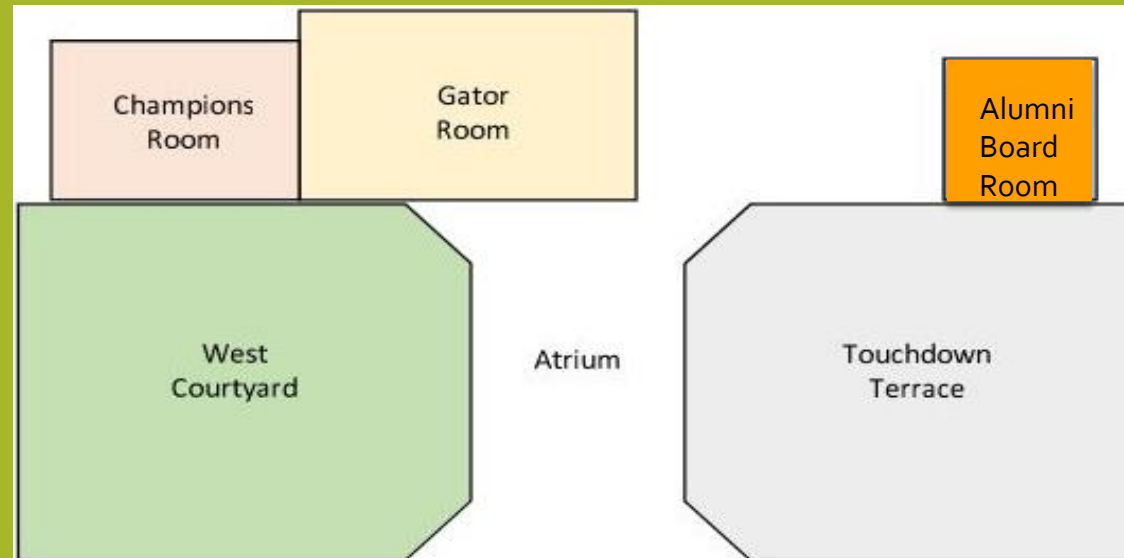 Champions
Room
Gator
Room
Alumni
Board
Room
West
Courtyard
Atrium
Touchdown
Terrace